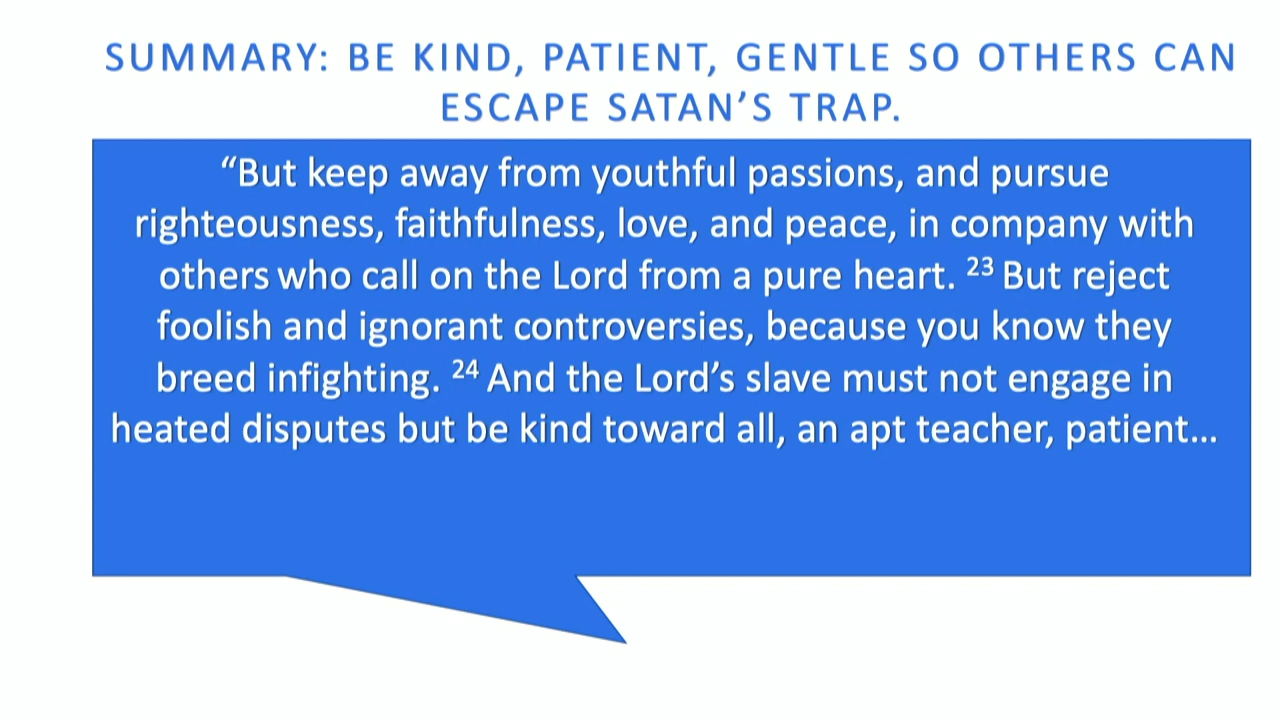 SUMMARY: BE KIND, PATIENT, GENTLE SO OTHERS CAN
ESCAPE SATAN’S TRAP.
“But keep away from youthful passions, and pursue
righteousness, faithfulness, love, and peace, in company with
others who call on the Lord from a pure heart. 23 But reject
foolish and ignorant controversies, because you know they
breed infighting. 24 And the Lord’s slave must not engage in
heated disputes but be kind toward all, an apt teacher, patient…